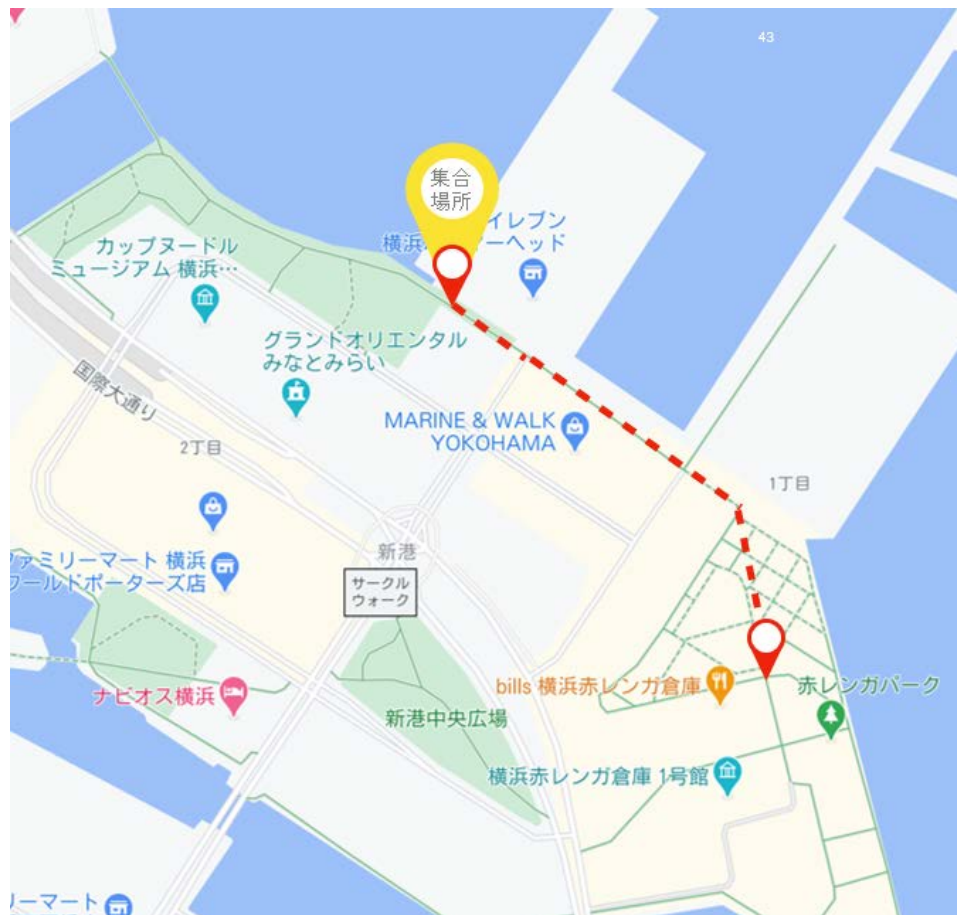 43
集合
場所
イレブン
横浜
ーヘッド
カップヌードル
ミュージアム 横浜…
グランドオリエンタル
みなとみらい
国際大通り
MARINE & WALK
YOKOHAMA
2丁目
1丁目
新港
ファミリーマート 横浜
ワールドポーターズ店
サークル
ウォーク
ナビオス横浜
bills 横浜赤レンガ倉庫
赤レンガパーク
新港中央広場
横浜赤レンガ倉庫 1号館
リーマート